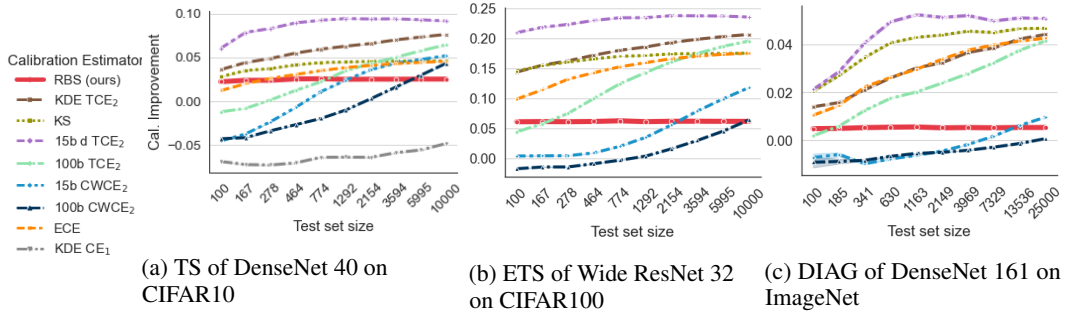 Calibration Estimator
RBS (ours)
KDE TCE2
KS
15b d TCE2
100b TCE2
15b CWCE2
100b CWCE2
ECE
KDE CE1
Cal. Improvement
0.10
0.05
0.00
−0.05
100 167 278 464 774 1292 2154 3594 5995 10000
Test set size
(a) TS of DenseNet 40 on
CIFAR10
0.25
0.20
0.15
0.10
0.05
0.00
100 167 278 464 774 1292 2154 3594 5995 10000
Test set size
(b) ETS of Wide ResNet 32
on CIFAR100
0.04
0.02
0.00
100 185 341 630 1163 2149 3969 7329 13536 25000
Test set size
(c) DIAG of DenseNet 161 on
ImageNet